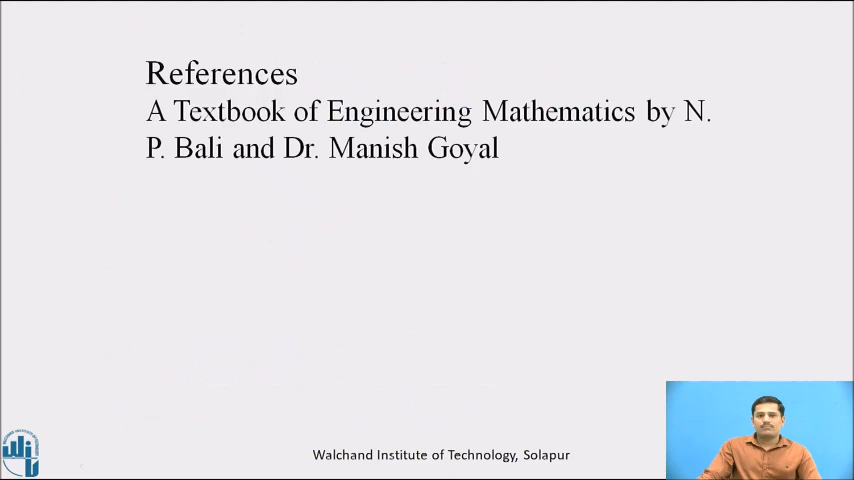 References
A Textbook of Engineering Mathematics by N.
P. Bali and Dr. Manish Goyal
Walchand Institute of Technology, Solapur